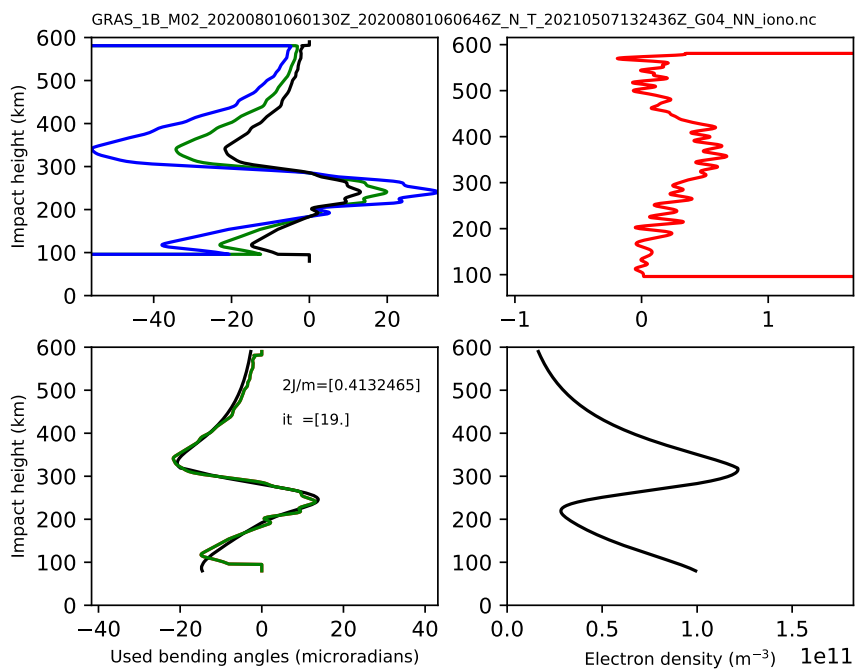 GRAS_1B_M02_20200801060130Z_20200801060646Z_N_T_20210507132436Z_G04_NN_iono.nc
600
500
400
300
200
100
0
Impact height (km)
−40 −20 0 20
600
500
400
300
200
100
−1 0 1
600
500
400
300
200
100
0
Impact height (km)
2J/m=[0.4132465]
it =[19.]
−40 −20 0 20 40
Used bending angles (microradians)
600
500
400
300
200
100
0
0.0 0.5 1.0 1.5
Electron density (m⁻³) 1e11